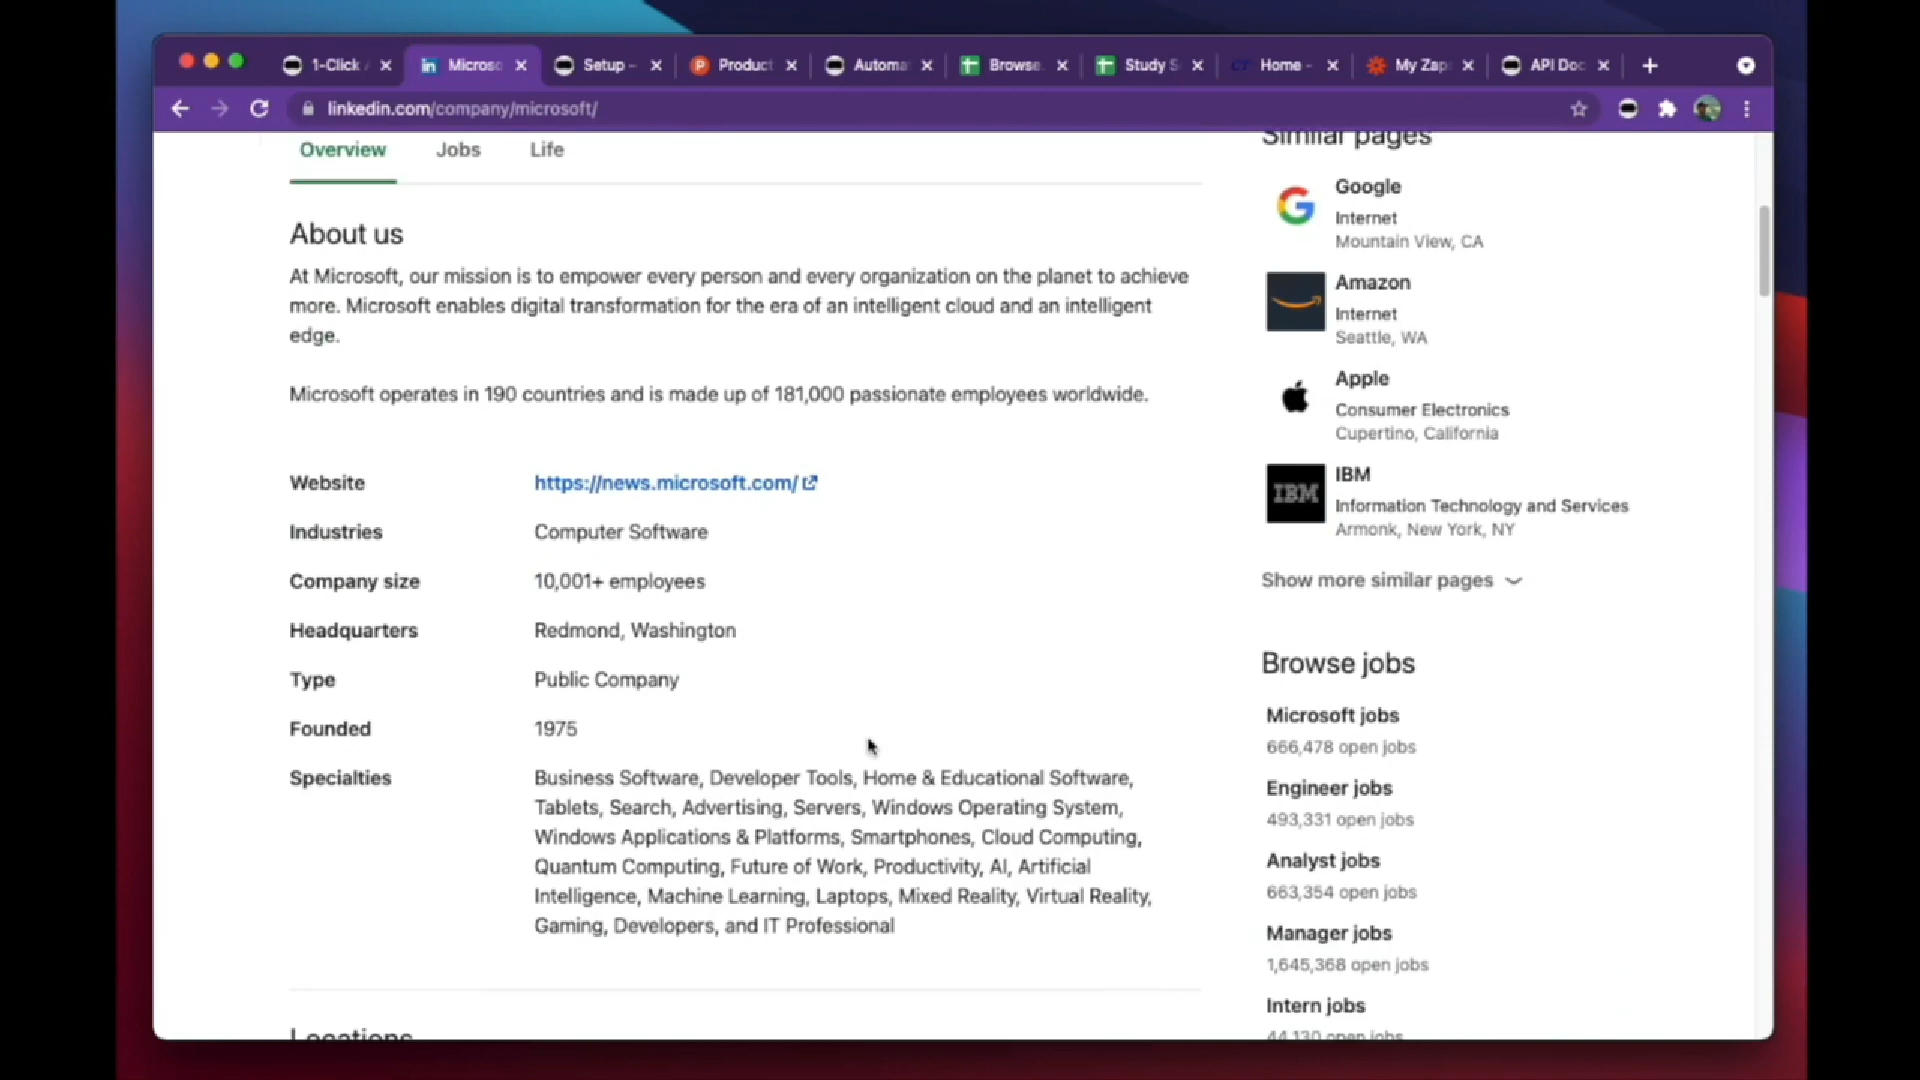 1-Click
Microsc
Setup -
Product
Automa
Browse
Study S
Home -
My Zap
API Doc
linkedin.com/company/microsoft/
Overview
Jobs
Life
About us
At Microsoft, our mission is to empower every person and every organization on the planet to achieve
more. Microsoft enables digital transformation for the era of an intelligent cloud and an intelligent
edge.
Microsoft operates in 190 countries and is made up of 181,000 passionate employees worldwide.
Website https://news.microsoft.com/
Industries Computer Software
Company size 10,001+ employees
Headquarters Redmond, Washington
Type Public Company
Founded 1975
Specialties Business Software, Developer Tools, Home & Educational Software,
Tablets, Search, Advertising, Servers, Windows Operating System,
Windows Applications & Platforms, Smartphones, Cloud Computing,
Quantum Computing, Future of Work, Productivity, AI, Artificial
Intelligence, Machine Learning, Laptops, Mixed Reality, Virtual Reality,
Gaming, Developers, and IT Professional
Locations
Similar pages
Google
Internet
Mountain View, CA
Amazon
Internet
Seattle, WA
Apple
Consumer Electronics
Cupertino, California
IBM
IBM
Information Technology and Services
Armonk, New York, NY
Show more similar pages
Browse jobs
Microsoft jobs
666,478 open jobs
Engineer jobs
493,331 open jobs
Analyst jobs
663,354 open jobs
Manager jobs
1,645,368 open jobs
Intern jobs
44,130 open jobs